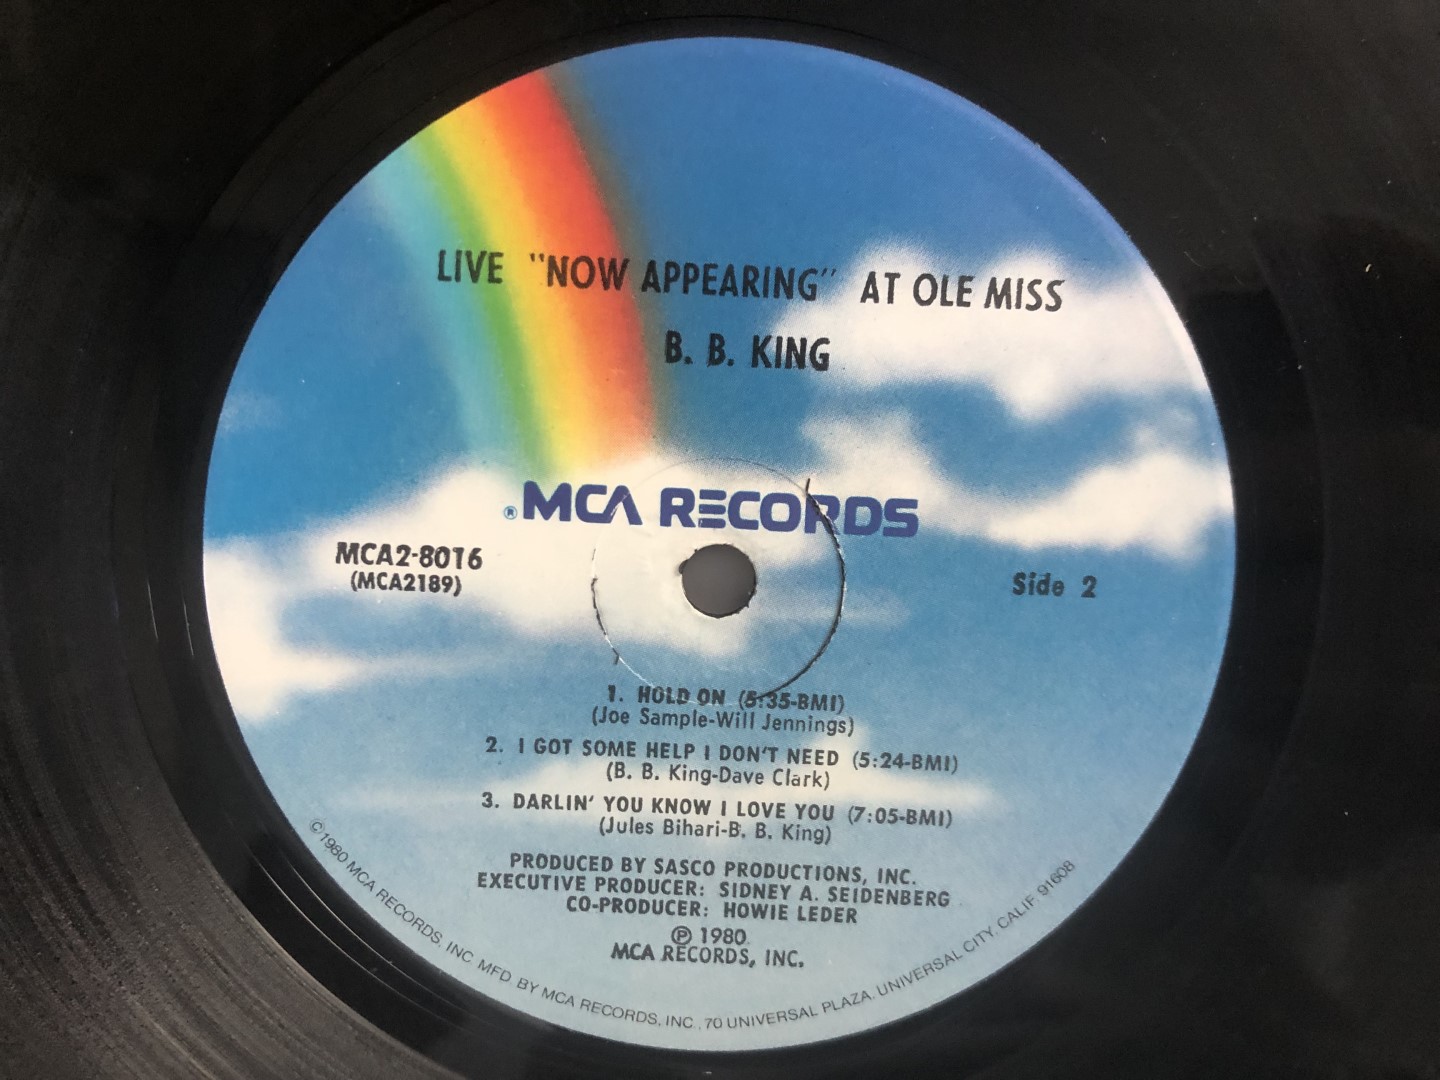 LIVE "NOW APPEARING" AT OLE MISS
B. B. KING
® MCA RECORDS
MCA2-8016
(MCA2189)
Side 2
1. HOLD ON (5:35-BMI)
(Joe Sample-Will Jennings)
2. I GOT SOME HELP I DON'T NEED (5:24-BMI)
(B. B. King-Dave Clark)
3. DARLIN' YOU KNOW I LOVE YOU (7:05-BMI)
(Jules Bihari-B. B. King)
PRODUCED BY SASCO PRODUCTIONS, INC.
EXECUTIVE PRODUCER: SIDNEY A. SEIDENBERG
CO-PRODUCER: HOWIE LEDER
℗ 1980
MCA RECORDS, INC.
©1980 MCA RECORDS, INC. MFD. BY MCA RECORDS, INC., 70 UNIVERSAL PLAZA, UNIVERSAL CITY, CALIF. 91608